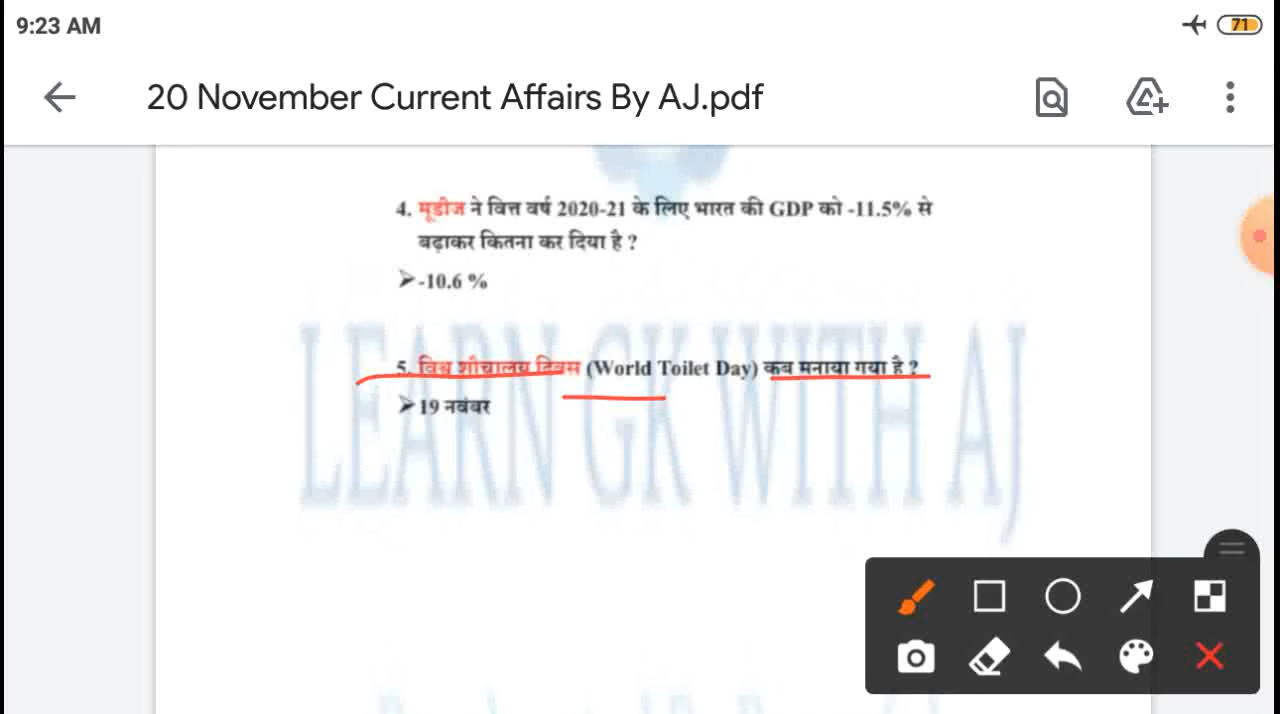 9:23 AM
71
20 November Current Affairs By AJ.pdf
4. मूडीज ने वित्त वर्ष 2020-21 के लिए भारत की GDP को -11.5% से
बढ़ाकर कितना कर दिया है ?
➢-10.6 %
5. विश्व शौचालय दिवस (World Toilet Day) कब मनाया गया है ?
➢19 नवंबर
LEARN GK WITH AJ